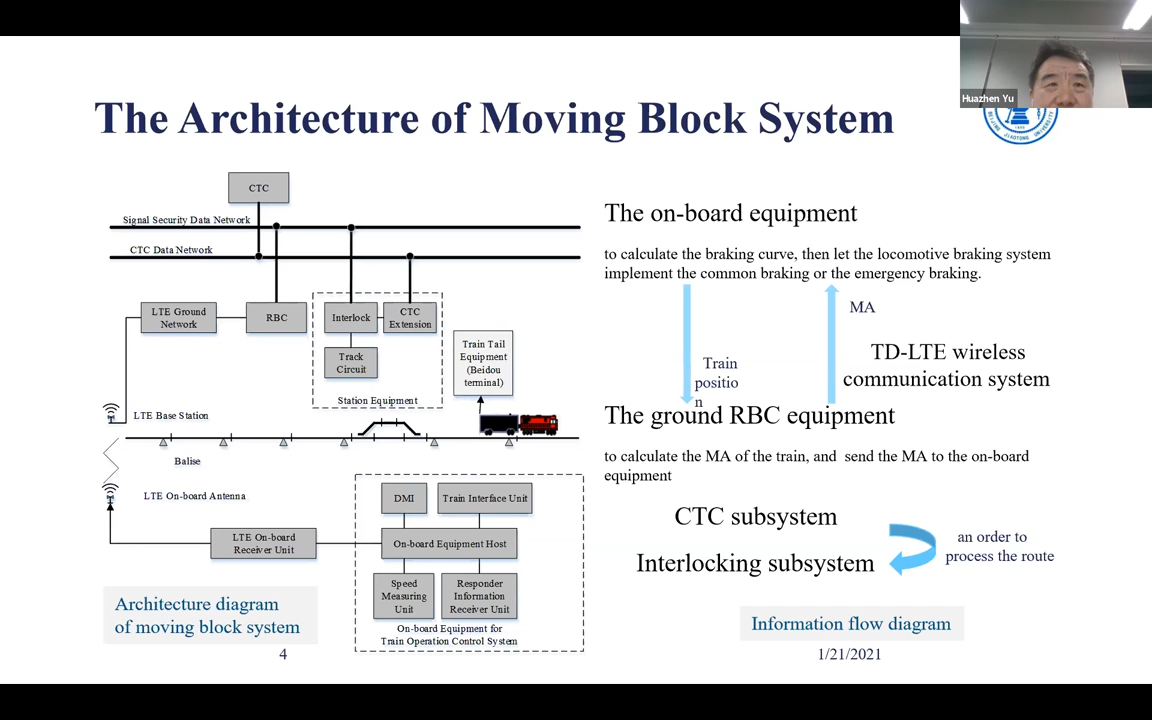 Huazhen Yu
The Architecture of Moving Block System
BEIJING JIAOTONG UNIVERSITY
CTC
Signal Security Data Network
CTC Data Network
LTE Ground
Network
RBC
Interlock
CTC
Extension
Track
Circuit
Station Equipment
Train Tail
Equipment
(Beidou
terminal)
LTE Base Station
Balise
LTE On-board Antenna
LTE On-board
Receiver Unit
DMI
Train Interface Unit
On-board Equipment Host
Speed
Measuring
Unit
Responder
Information
Receiver Unit
On-board Equipment for
Train Operation Control System
Architecture diagram
of moving block system
4
The on-board equipment
to calculate the braking curve, then let the locomotive braking system
implement the common braking or the emergency braking.
MA
Train
positio
n
TD-LTE wireless
communication system
The ground RBC equipment
to calculate the MA of the train, and send the MA to the on-board
equipment
CTC subsystem
Interlocking subsystem
an order to
process the route
Information flow diagram
1/21/2021